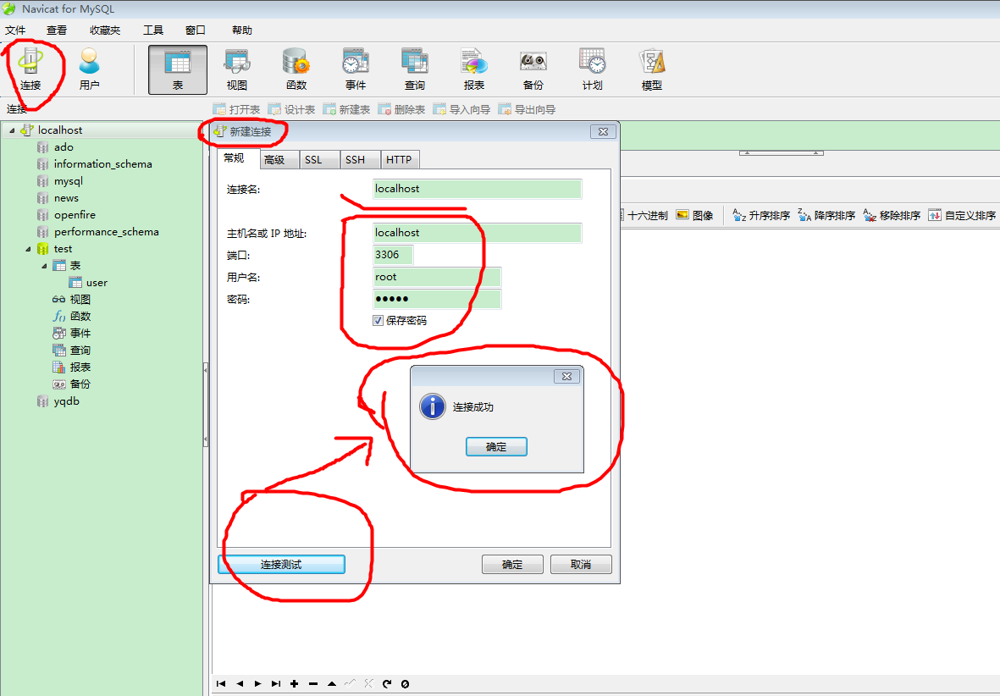 Navicat for MySQL
文件 查看 收藏夹 工具 窗口 帮助
连接 用户 表 视图 函数 事件 查询 报表 备份 计划 模型
连接 打开表 设计表 新建表 删除表 导入向导 导出向导
localhost
ado
information_schema
mysql
news
openfire
performance_schema
test
表
user
视图
函数
事件
查询
报表
备份
yqdb
新建连接
常规 高级 SSL SSH HTTP
连接名: localhost
主机名或 IP 地址: localhost
端口: 3306
用户名: root
密码: ●●●●●
保存密码
连接成功
确定
连接测试 确定 取消
十六进制 图像 升序排序 降序排序 移除排序 自定义排序